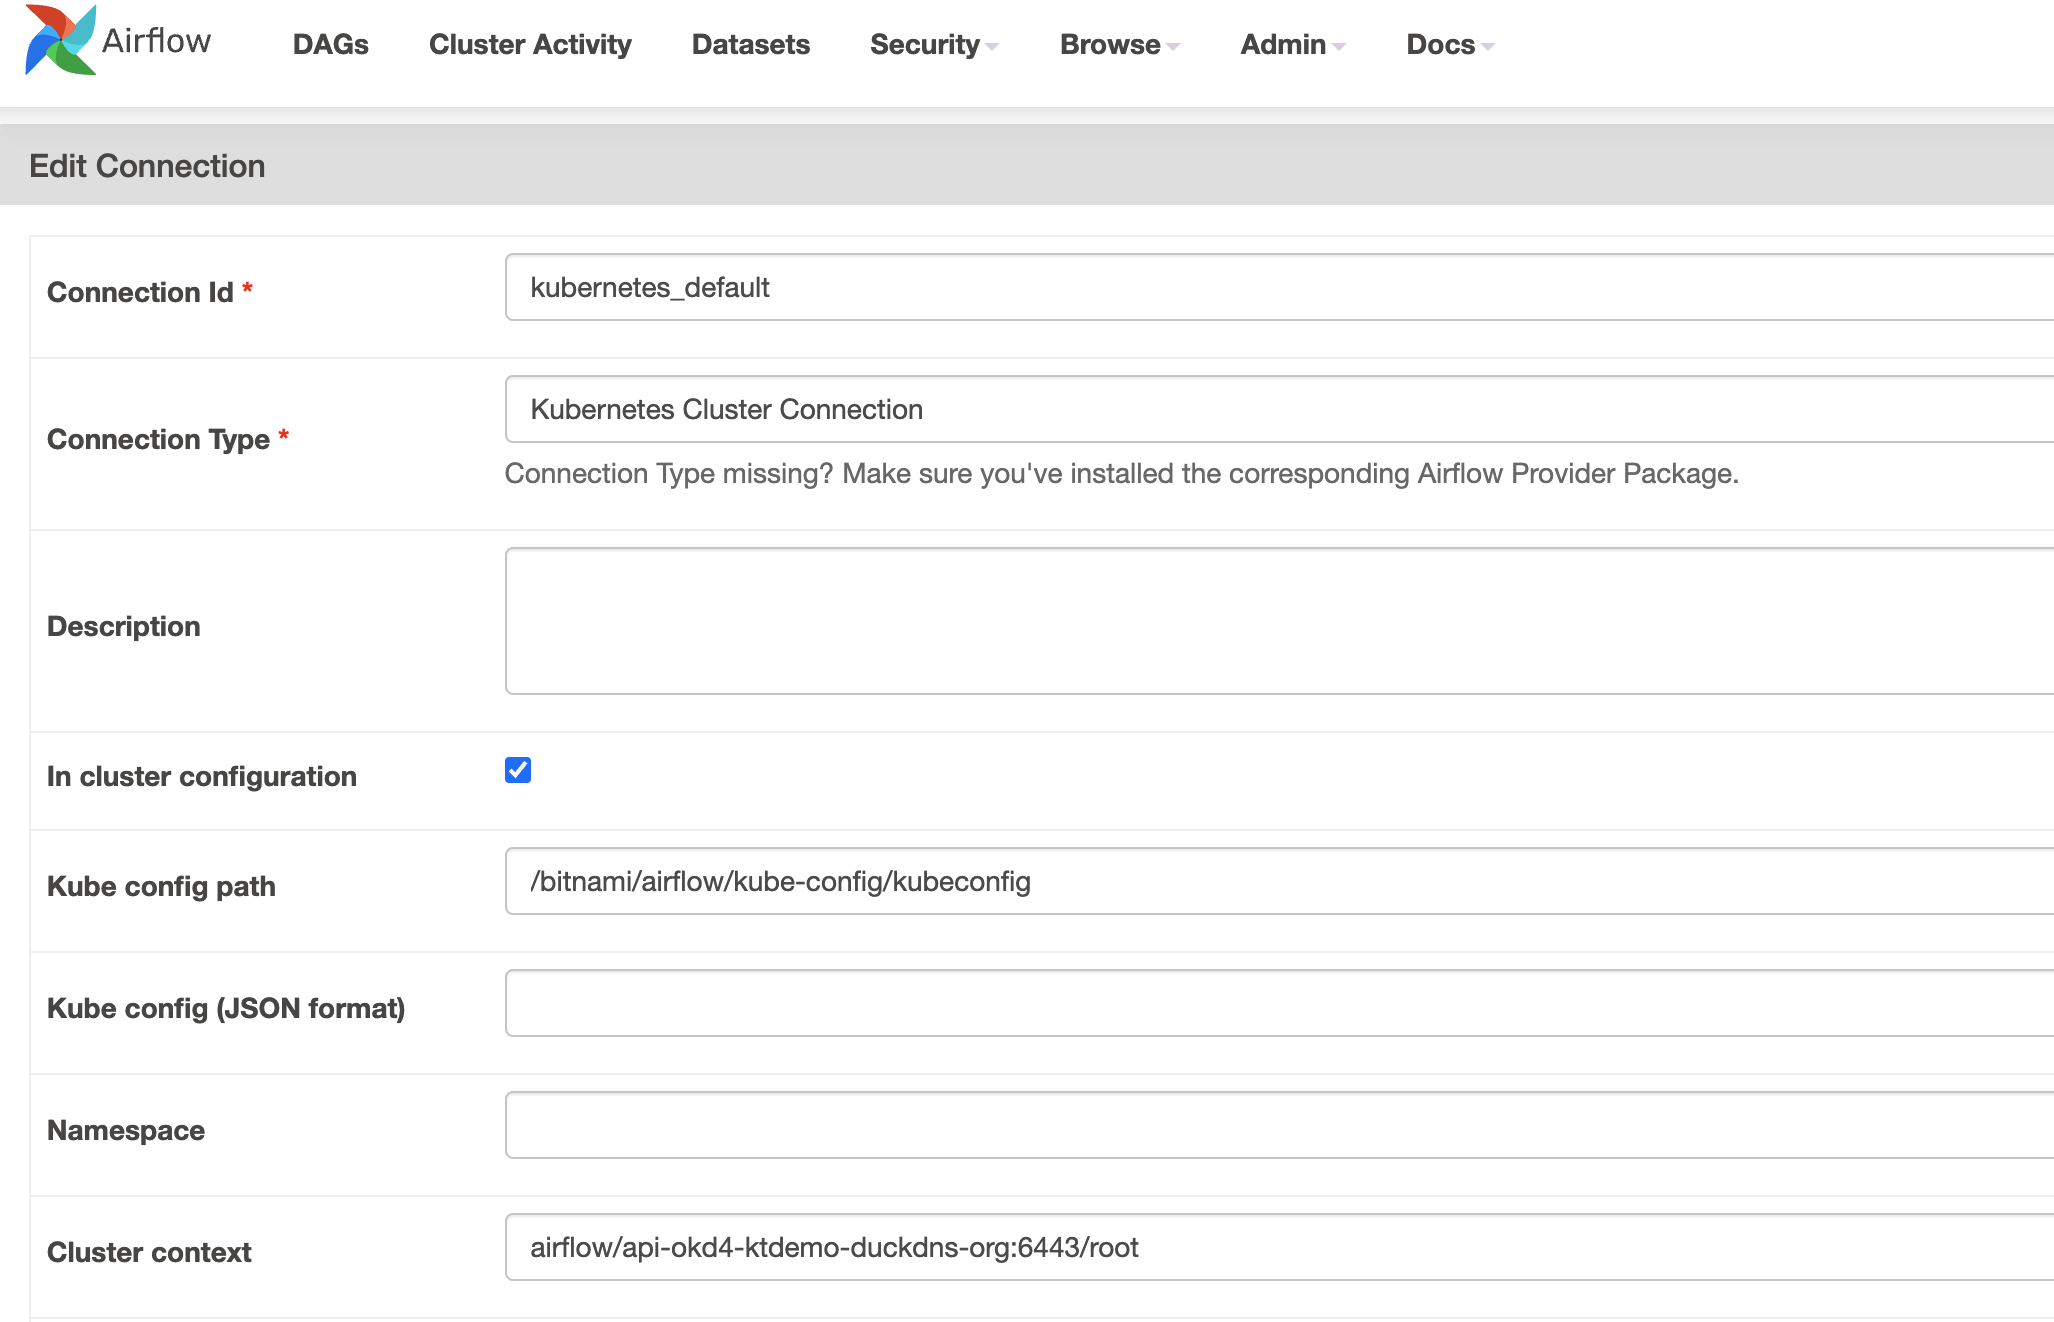 Airflow DAGs Cluster Activity Datasets Security Browse Admin Docs
Edit Connection
Connection Id * kubernetes_default
Connection Type * Kubernetes Cluster Connection
Connection Type missing? Make sure you've installed the corresponding Airflow Provider Package.
Description
In cluster configuration
Kube config path /bitnami/airflow/kube-config/kubeconfig
Kube config (JSON format)
Namespace
Cluster context airflow/api-okd4-ktdemo-duckdns-org:6443/root